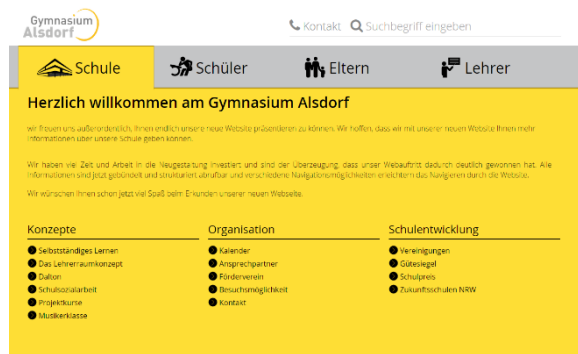 Gymnasium
Alsdorf
Kontakt Suchbegriff eingeben
Schule Schüler Eltern Lehrer
Herzlich willkommen am Gymnasium Alsdorf
wir freuen uns außerordentlich, Ihnen endlich unsere neue Website präsentieren zu können. Wir hoffen, dass wir mit unserer neuen Website Ihnen mehr
Informationen über unsere Schule geben können.
Wir haben viel Zeit und Arbeit in die Neugestaltung investiert und sind der Überzeugung, dass unser Webauftritt dadurch deutlich gewonnen hat. Alle
Informationen sind jetzt gebündelt und strukturiert abrufbar und verschiedene Navigationsmöglichkeiten erleichtern das Navigieren durch die Website.
Wir wünschen Ihnen schon jetzt viel Spaß beim Erkunden unserer neuen Webseite.
Konzepte Organisation Schulentwicklung
Selbstständiges Lernen Kalender Vereinigungen
Das Lehrerraumkonzept Ansprechpartner Gütesiegel
Dalton Förderverein Schulpreis
Schulsozialarbeit Besuchsmöglichkeit Zukunftsschulen NRW
Projektkurse Kontakt
Musikerklasse